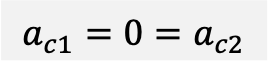 a_{c1} = 0 = a_{c2}